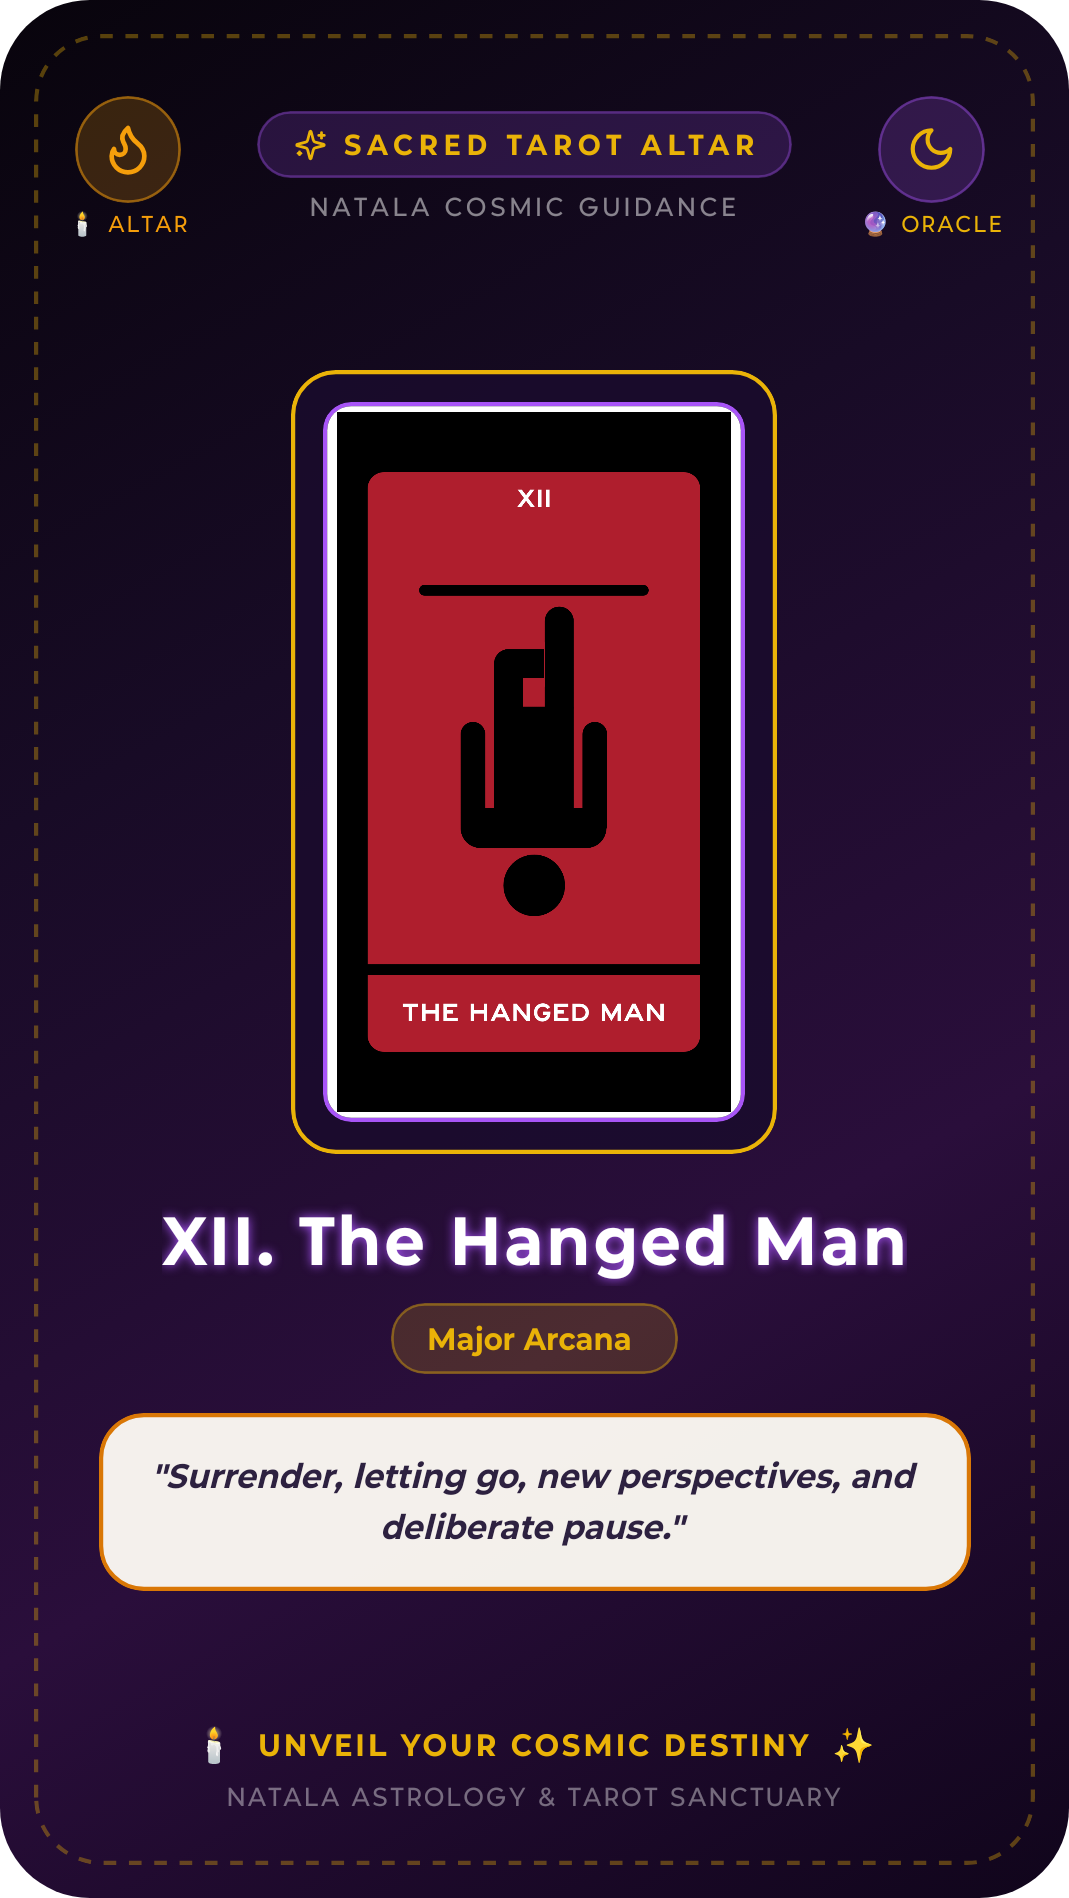 SACRED TAROT ALTAR
NATALA COSMIC GUIDANCE
ALTAR
ORACLE
XII
THE HANGED MAN
XII. The Hanged Man
Major Arcana
"Surrender, letting go, new perspectives, and
deliberate pause."
UNVEIL YOUR COSMIC DESTINY
NATALA ASTROLOGY & TAROT SANCTUARY